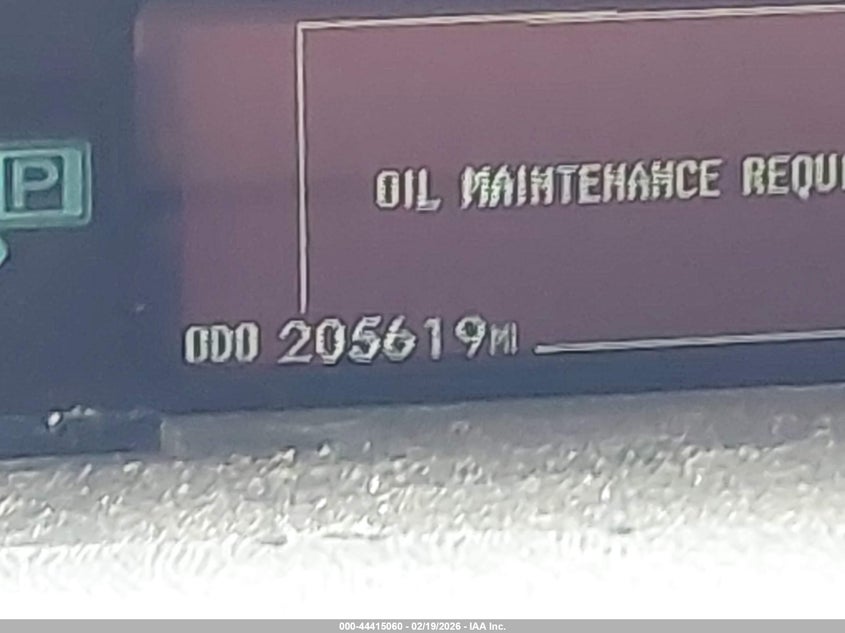 P
OIL MAINTENANCE REQU
ODO 205619MI
000-44415060 - 02/19/2026 - IAA Inc.